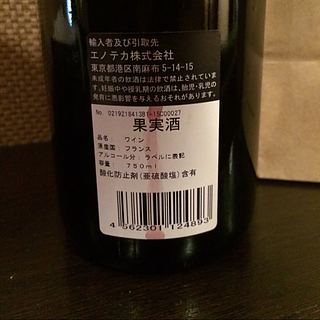 輸入者及び引取先
エノテカ株式会社
東京都港区南麻布 5-14-15
未成年者の飲酒は法律で禁止されていま
す。妊娠中や授乳期の飲酒は、胎児・乳児の
発育に悪影響を与えるおそれがあります。
No. 021921841381-15C00027
果実酒
品名 : ワイン
原産国 : フランス
アルコール分 : ラベルに表記
容量 : 750ml
酸化防止剤(亜硫酸塩)含有
4 562301 124893